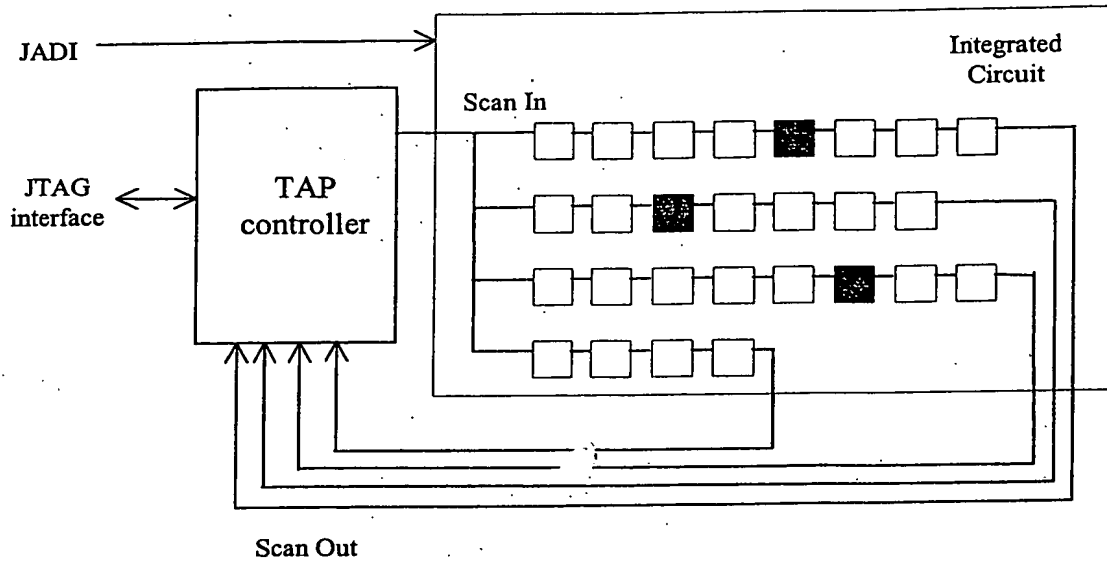 JADI
Integrated
Circuit
Scan In
TAP
controller
JTAG
interface
Scan Out